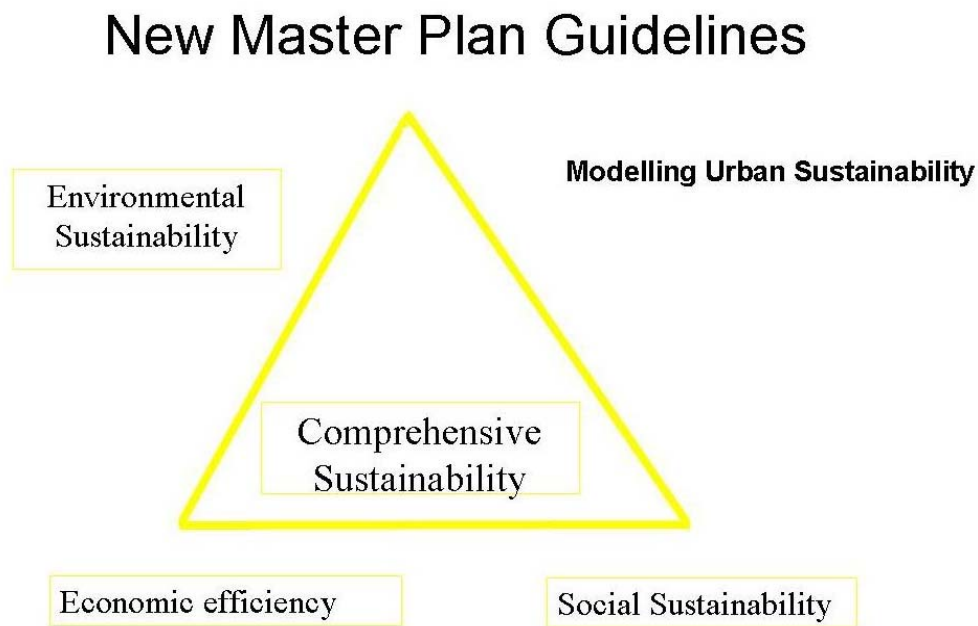 New Master Plan Guidelines
Modelling Urban Sustainability
Environmental
Sustainability
Comprehensive
Sustainability
Economic efficiency
Social Sustainability